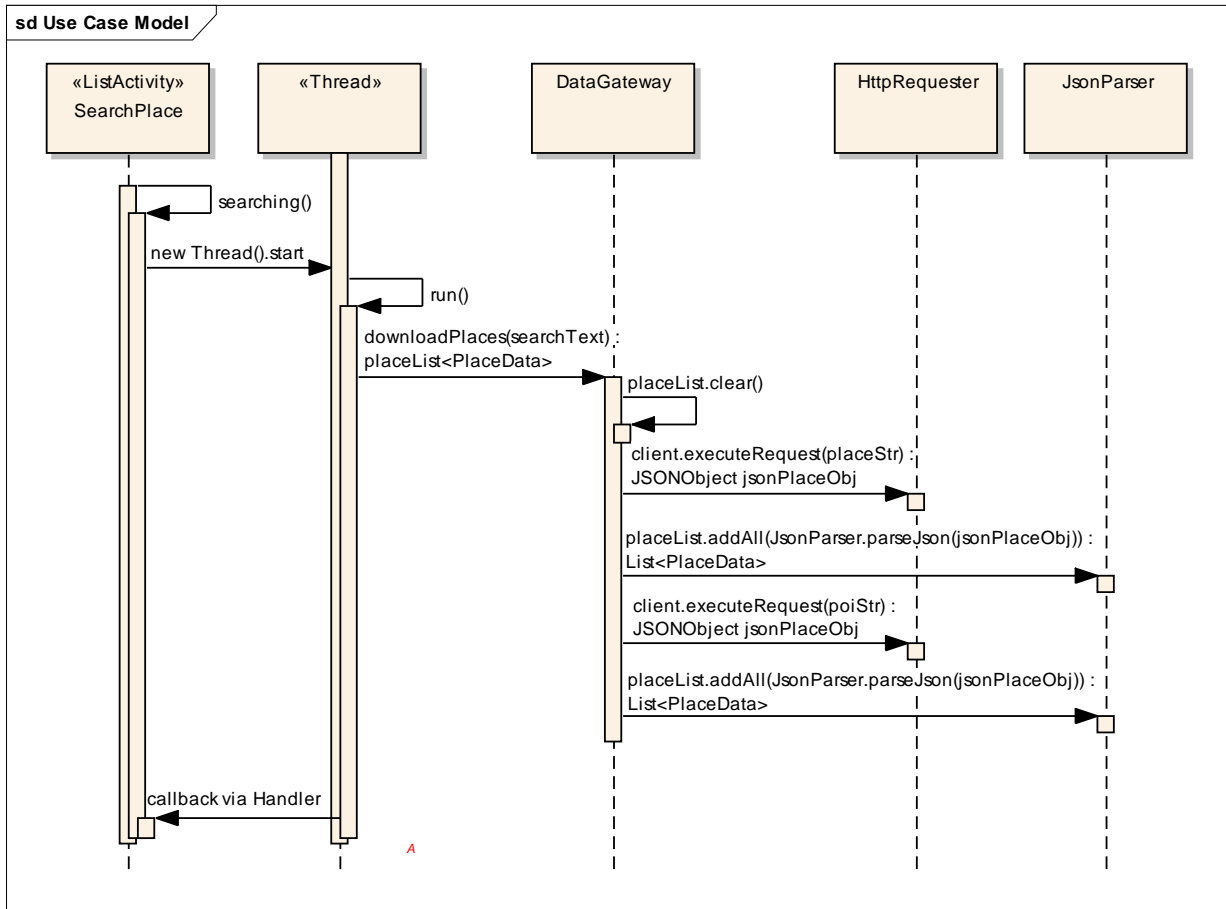 sd Use Case Model
«ListActivity»
SearchPlace
«Thread»
DataGateway
HttpRequester
JsonParser
searching()
new Thread().start
run()
downloadPlaces(searchText) :
placeList<PlaceData>
placeList.clear()
client.executeRequest(placeStr) :
JSONObject jsonPlaceObj
placeList.addAll(JsonParser.parseJson(jsonPlaceObj)) :
List<PlaceData>
client.executeRequest(poiStr) :
JSONObject jsonPlaceObj
placeList.addAll(JsonParser.parseJson(jsonPlaceObj)) :
List<PlaceData>
callback via Handler
A